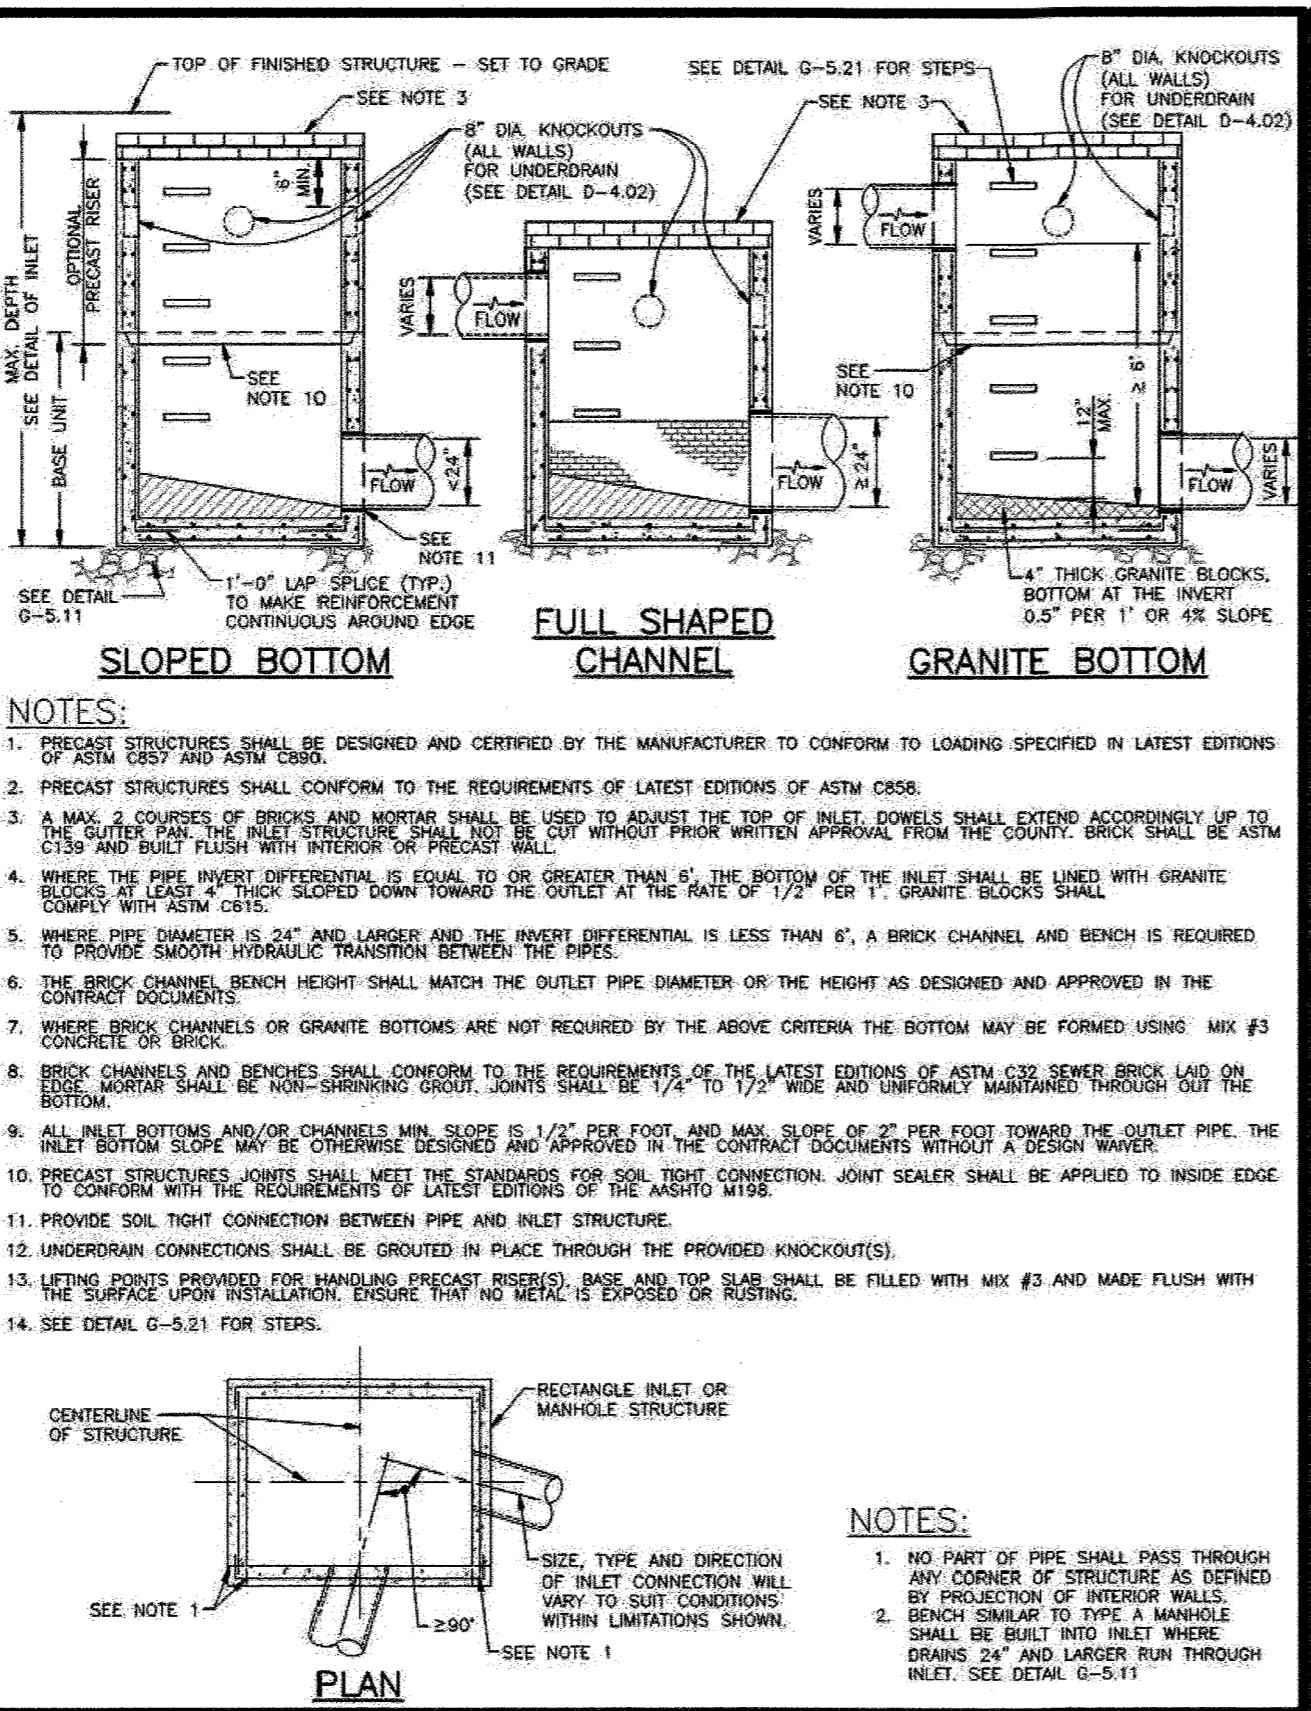 TOP OF FINISHED STRUCTURE - SET TO GRADE
SEE NOTE 3
8" DIA. KNOCKOUTS
(ALL WALLS)
FOR UNDERDRAIN
(SEE DETAIL D-4.02)
SEE DETAIL G-5.21 FOR STEPS
SEE NOTE 3
8" DIA. KNOCKOUTS
(ALL WALLS)
FOR UNDERDRAIN
(SEE DETAIL D-4.02)
MAX. DEPTH
SEE DETAIL OF INLET
OPTIONAL
PRECAST RISER
BASE UNIT
6"
MIN.
SEE
NOTE 10
FLOW
<24"
SEE
NOTE 11
SEE DETAIL
G-5.11
1'-0" LAP SPLICE (TYP.)
TO MAKE REINFORCEMENT
CONTINUOUS AROUND EDGE
SLOPED BOTTOM
VARIES
FLOW
FLOW
≥24"
FULL SHAPED
CHANNEL
VARIES
FLOW
SEE
NOTE 10
12"
MAX.
≥ 6'
FLOW
VARIES
4" THICK GRANITE BLOCKS,
BOTTOM AT THE INVERT
0.5" PER 1' OR 4% SLOPE
GRANITE BOTTOM
NOTES:
1. PRECAST STRUCTURES SHALL BE DESIGNED AND CERTIFIED BY THE MANUFACTURER TO CONFORM TO LOADING SPECIFIED IN LATEST EDITIONS
OF ASTM C857 AND ASTM C890.
2. PRECAST STRUCTURES SHALL CONFORM TO THE REQUIREMENTS OF LATEST EDITIONS OF ASTM C858.
3. A MAX. 2 COURSES OF BRICKS AND MORTAR SHALL BE USED TO ADJUST THE TOP OF INLET. DOWELS SHALL EXTEND ACCORDINGLY UP TO
THE GUTTER PAN. THE INLET STRUCTURE SHALL NOT BE CUT WITHOUT PRIOR WRITTEN APPROVAL FROM THE COUNTY. BRICK SHALL BE ASTM
C139 AND BUILT FLUSH WITH INTERIOR OR PRECAST WALL.
4. WHERE THE PIPE INVERT DIFFERENTIAL IS EQUAL TO OR GREATER THAN 6', THE BOTTOM OF THE INLET SHALL BE LINED WITH GRANITE
BLOCKS AT LEAST 4" THICK SLOPED DOWN TOWARD THE OUTLET AT THE RATE OF 1/2" PER 1'. GRANITE BLOCKS SHALL
COMPLY WITH ASTM C615.
5. WHERE PIPE DIAMETER IS 24" AND LARGER AND THE INVERT DIFFERENTIAL IS LESS THAN 6', A BRICK CHANNEL AND BENCH IS REQUIRED
TO PROVIDE SMOOTH HYDRAULIC TRANSITION BETWEEN THE PIPES.
6. THE BRICK CHANNEL BENCH HEIGHT SHALL MATCH THE OUTLET PIPE DIAMETER OR THE HEIGHT AS DESIGNED AND APPROVED IN THE
CONTRACT DOCUMENTS.
7. WHERE BRICK CHANNELS OR GRANITE BOTTOMS ARE NOT REQUIRED BY THE ABOVE CRITERIA THE BOTTOM MAY BE FORMED USING MIX #3
CONCRETE OR BRICK.
8. BRICK CHANNELS AND BENCHES SHALL CONFORM TO THE REQUIREMENTS OF THE LATEST EDITIONS OF ASTM C32 SEWER BRICK LAID ON
EDGE. MORTAR SHALL BE NON-SHRINKING GROUT. JOINTS SHALL BE 1/4" TO 1/2" WIDE AND UNIFORMLY MAINTAINED THROUGH OUT THE
BOTTOM.
9. ALL INLET BOTTOMS AND/OR CHANNELS MIN. SLOPE IS 1/2" PER FOOT, AND MAX. SLOPE OF 2" PER FOOT TOWARD THE OUTLET PIPE. THE
INLET BOTTOM SLOPE MAY BE OTHERWISE DESIGNED AND APPROVED IN THE CONTRACT DOCUMENTS WITHOUT A DESIGN WAIVER.
10. PRECAST STRUCTURES JOINTS SHALL MEET THE STANDARDS FOR SOIL TIGHT CONNECTION. JOINT SEALER SHALL BE APPLIED TO INSIDE EDGE
TO CONFORM WITH THE REQUIREMENTS OF LATEST EDITIONS OF THE AASHTO M198.
11. PROVIDE SOIL TIGHT CONNECTION BETWEEN PIPE AND INLET STRUCTURE.
12. UNDERDRAIN CONNECTIONS SHALL BE GROUTED IN PLACE THROUGH THE PROVIDED KNOCKOUT(S).
13. LIFTING POINTS PROVIDED FOR HANDLING PRECAST RISER(S), BASE AND TOP SLAB SHALL BE FILLED WITH MIX #3 AND MADE FLUSH WITH
THE SURFACE UPON INSTALLATION. ENSURE THAT NO METAL IS EXPOSED OR RUSTING.
14. SEE DETAIL G-5.21 FOR STEPS.
CENTERLINE
OF STRUCTURE
RECTANGLE INLET OR
MANHOLE STRUCTURE
SIZE, TYPE AND DIRECTION
OF INLET CONNECTION WILL
VARY TO SUIT CONDITIONS
WITHIN LIMITATIONS SHOWN.
SEE NOTE 1
≥90°
SEE NOTE 1
PLAN
NOTES:
1. NO PART OF PIPE SHALL PASS THROUGH
ANY CORNER OF STRUCTURE AS DEFINED
BY PROJECTION OF INTERIOR WALLS.
2. BENCH SIMILAR TO TYPE A MANHOLE
SHALL BE BUILT INTO INLET WHERE
DRAINS 24" AND LARGER RUN THROUGH
INLET. SEE DETAIL G-5.11